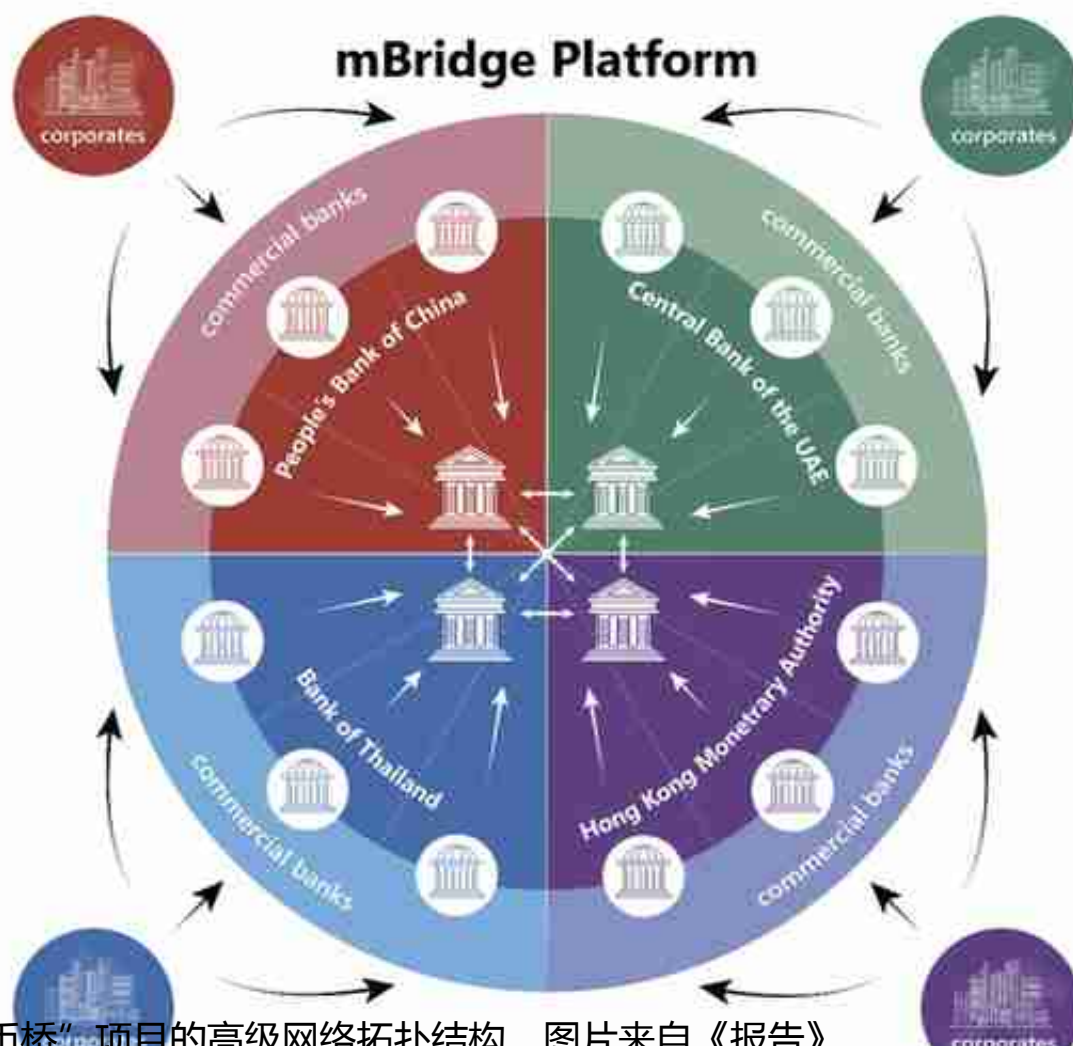 mBridge Platform
corporates
corporates
commercial banks
commercial banks
People's Bank of China
Central Bank of the UAE
Bank of Thailand
Hong Kong Monetary Authority
commercial banks
commercial banks
币桥”项目的高级网络拓扑结构 图片来自《报告》